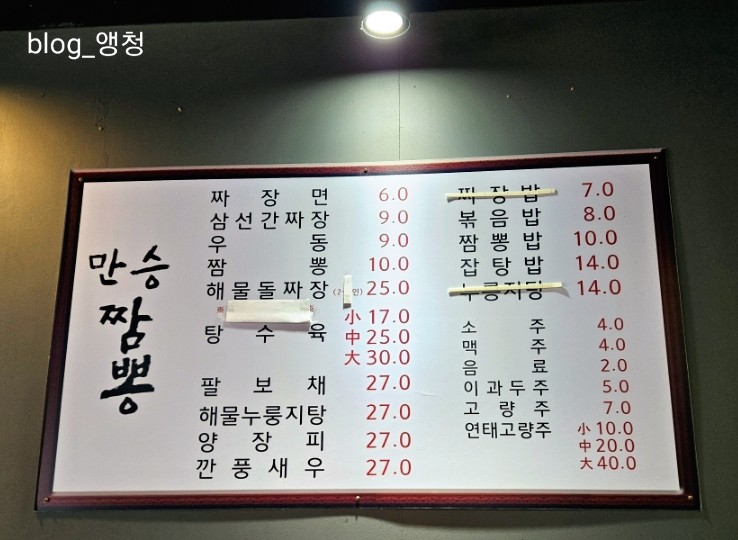 blog_앵청
만승
짬
뽕
짜장면 6.0
삼선간짜장 9.0
우동 9.0
짬뽕 10.0
해물돌짜장 25.0
탕수육 小 17.0
中 25.0
大 30.0
팔보채 27.0
해물누룽지탕 27.0
양장피 27.0
깐풍새우 27.0
짜장밥 7.0
볶음밥 8.0
짬뽕밥 10.0
잡탕밥 14.0
누룽지탕 14.0
소주 4.0
맥주 4.0
음료 2.0
이과두주 5.0
고량주 7.0
연태고량주 小 10.0
中 20.0
大 40.0